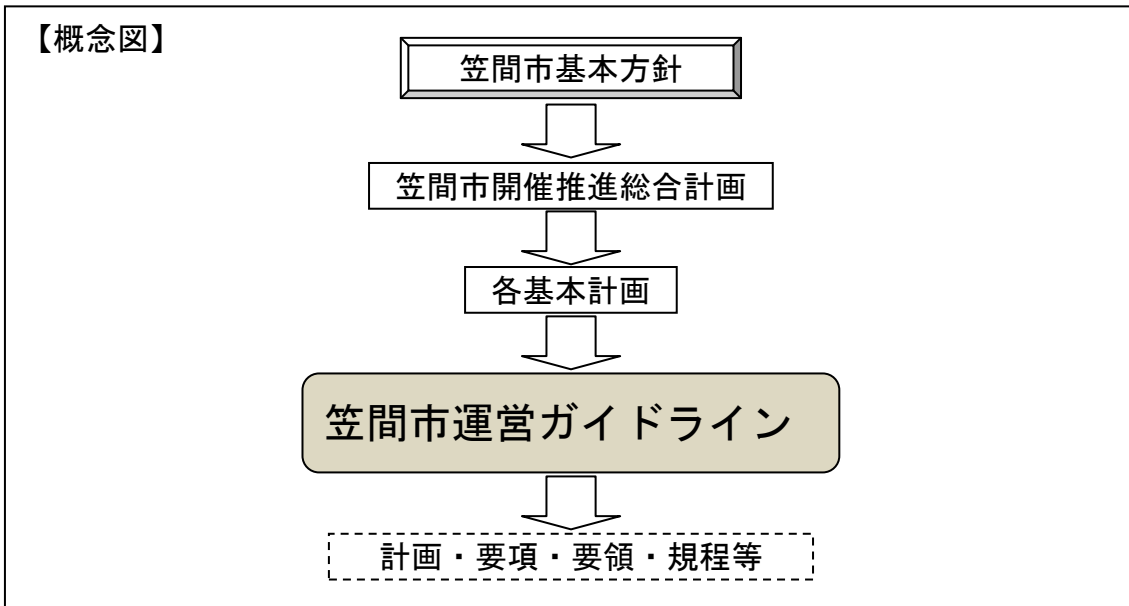 【概念図】
笠間市基本方針
笠間市開催推進総合計画
各基本計画
笠間市運営ガイドライン
計画・要項・要領・規程等